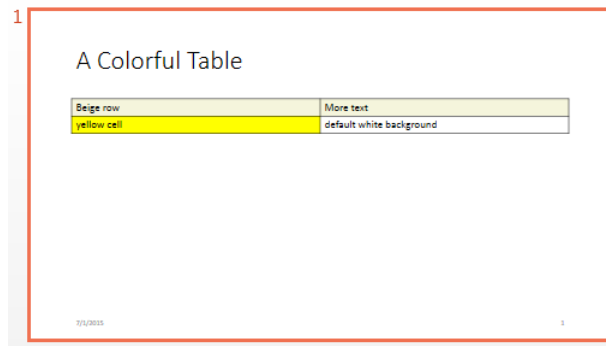 1
A Colorful Table
Beige row More text
yellow cell default white background
7/1/2015 1